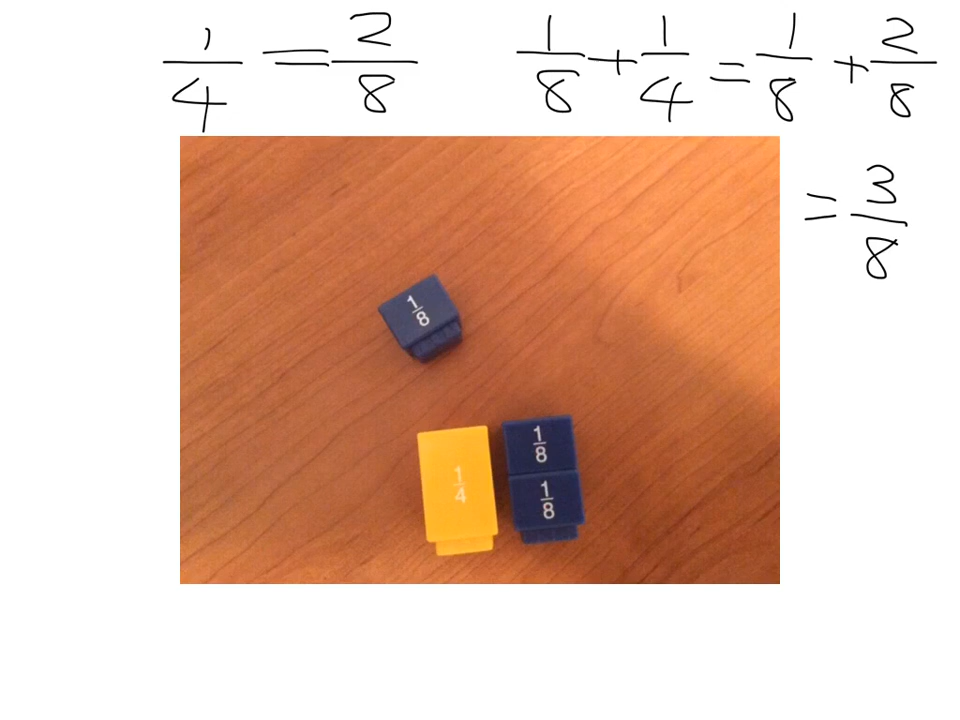 1/4 = 2/8
1/8 + 1/4 = 1/8 + 2/8
= 3/8
1/8
1/4
1/8
1/8